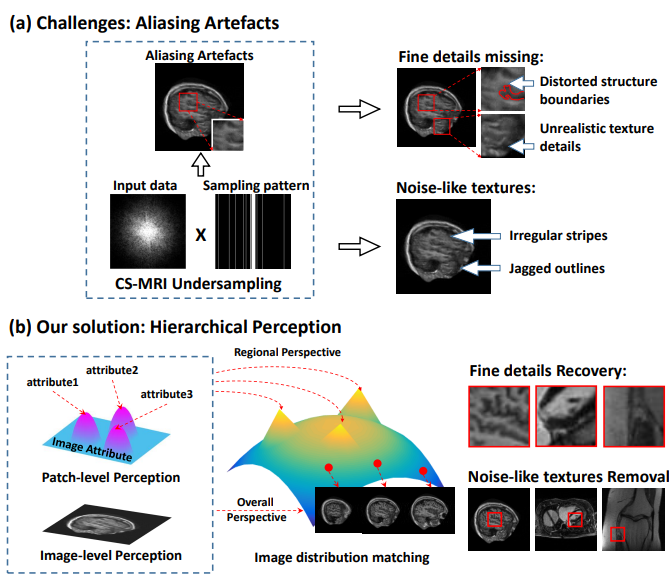 (a) Challenges: Aliasing Artefacts
Aliasing Artefacts
Fine details missing:
Distorted structure
boundaries
Unrealistic texture
details
Input data
Sampling pattern
X
CS-MRI Undersampling
Noise-like textures:
Irregular stripes
Jagged outlines
(b) Our solution: Hierarchical Perception
attribute1
attribute2
attribute3
Image Attribute
Patch-level Perception
Image-level Perception
Regional Perspective
Overall
Perspective
Image distribution matching
Fine details Recovery:
Noise-like textures Removal